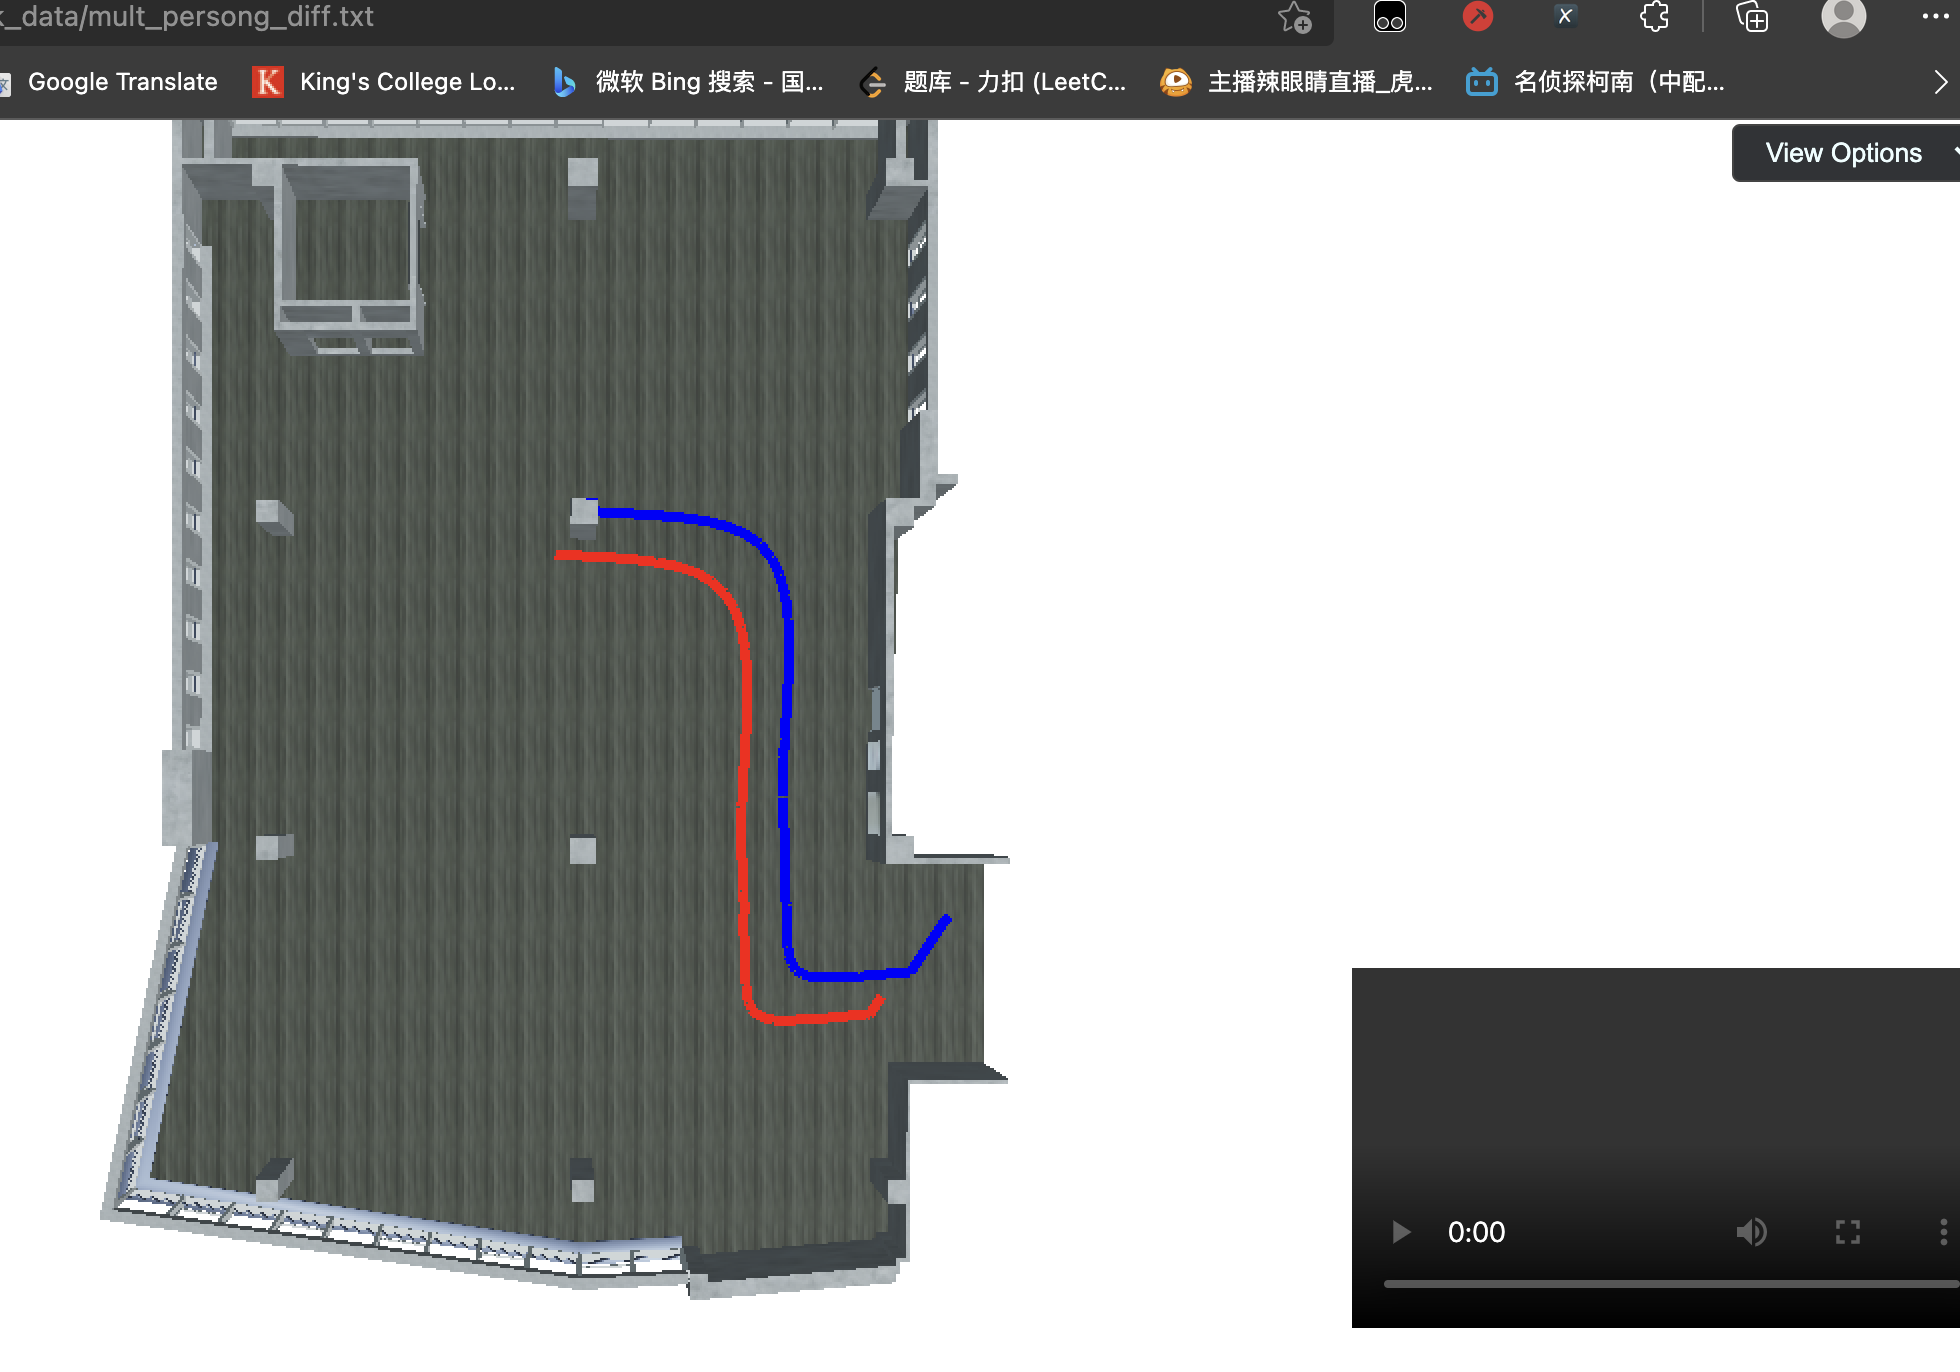 k_data/mult_persong_diff.txt
Google Translate
K King's College Lo...
微软 Bing 搜索 - 国...
题库 - 力扣 (LeetC...
主播辣眼睛直播_虎...
名侦探柯南（中配...
View Options
0:00